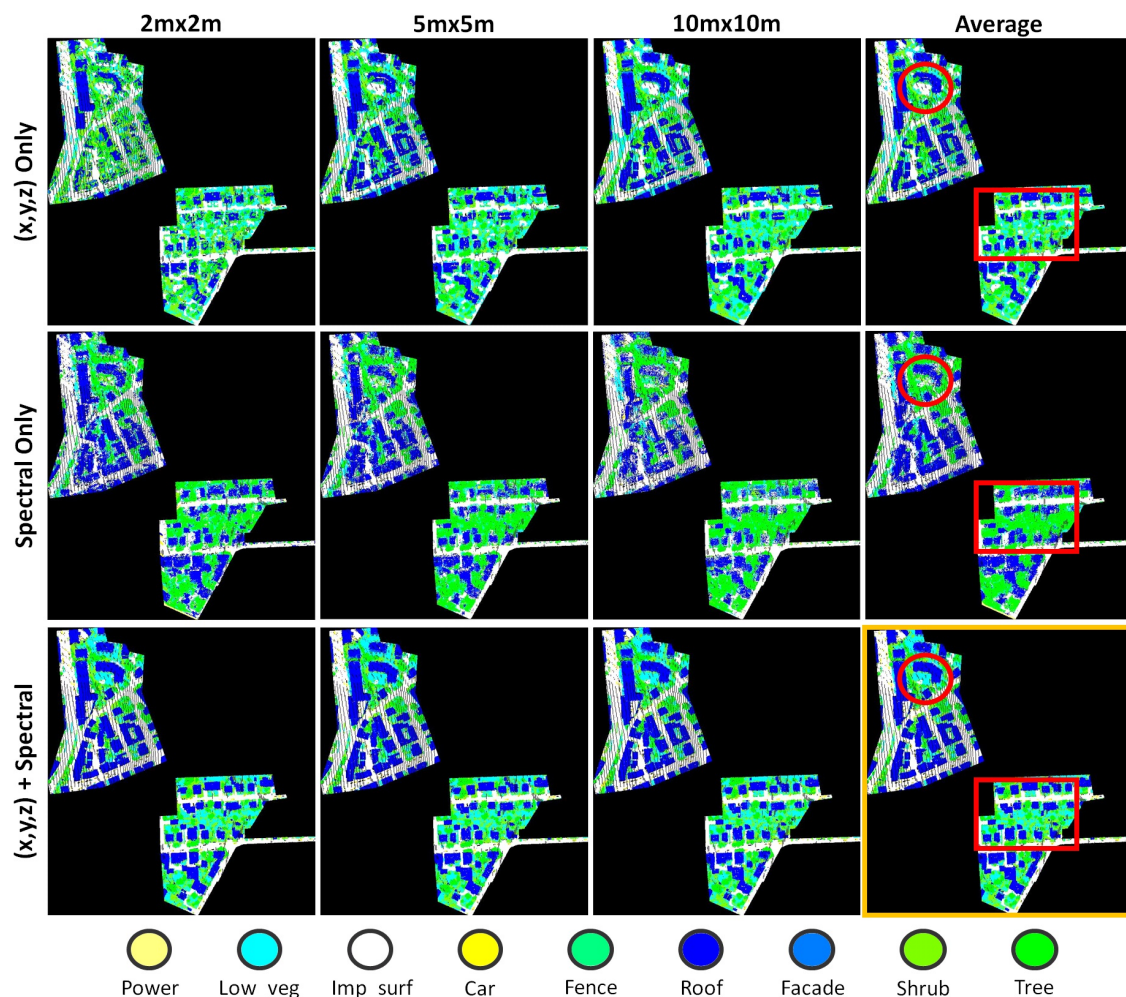 2mx2m 5mx5m 10mx10m Average
(x,y,z) Only
Spectral Only
(x,y,z) + Spectral
Power Low veg Imp surf Car Fence Roof Facade Shrub Tree